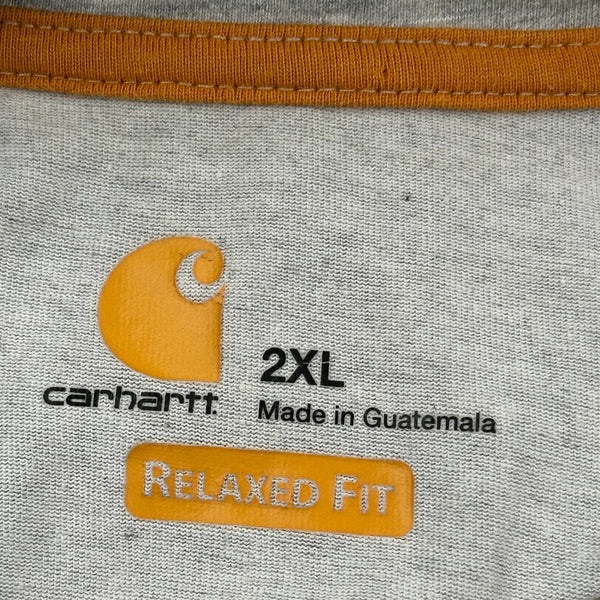 carhartt
2XL
Made in Guatemala
RELAXED FIT